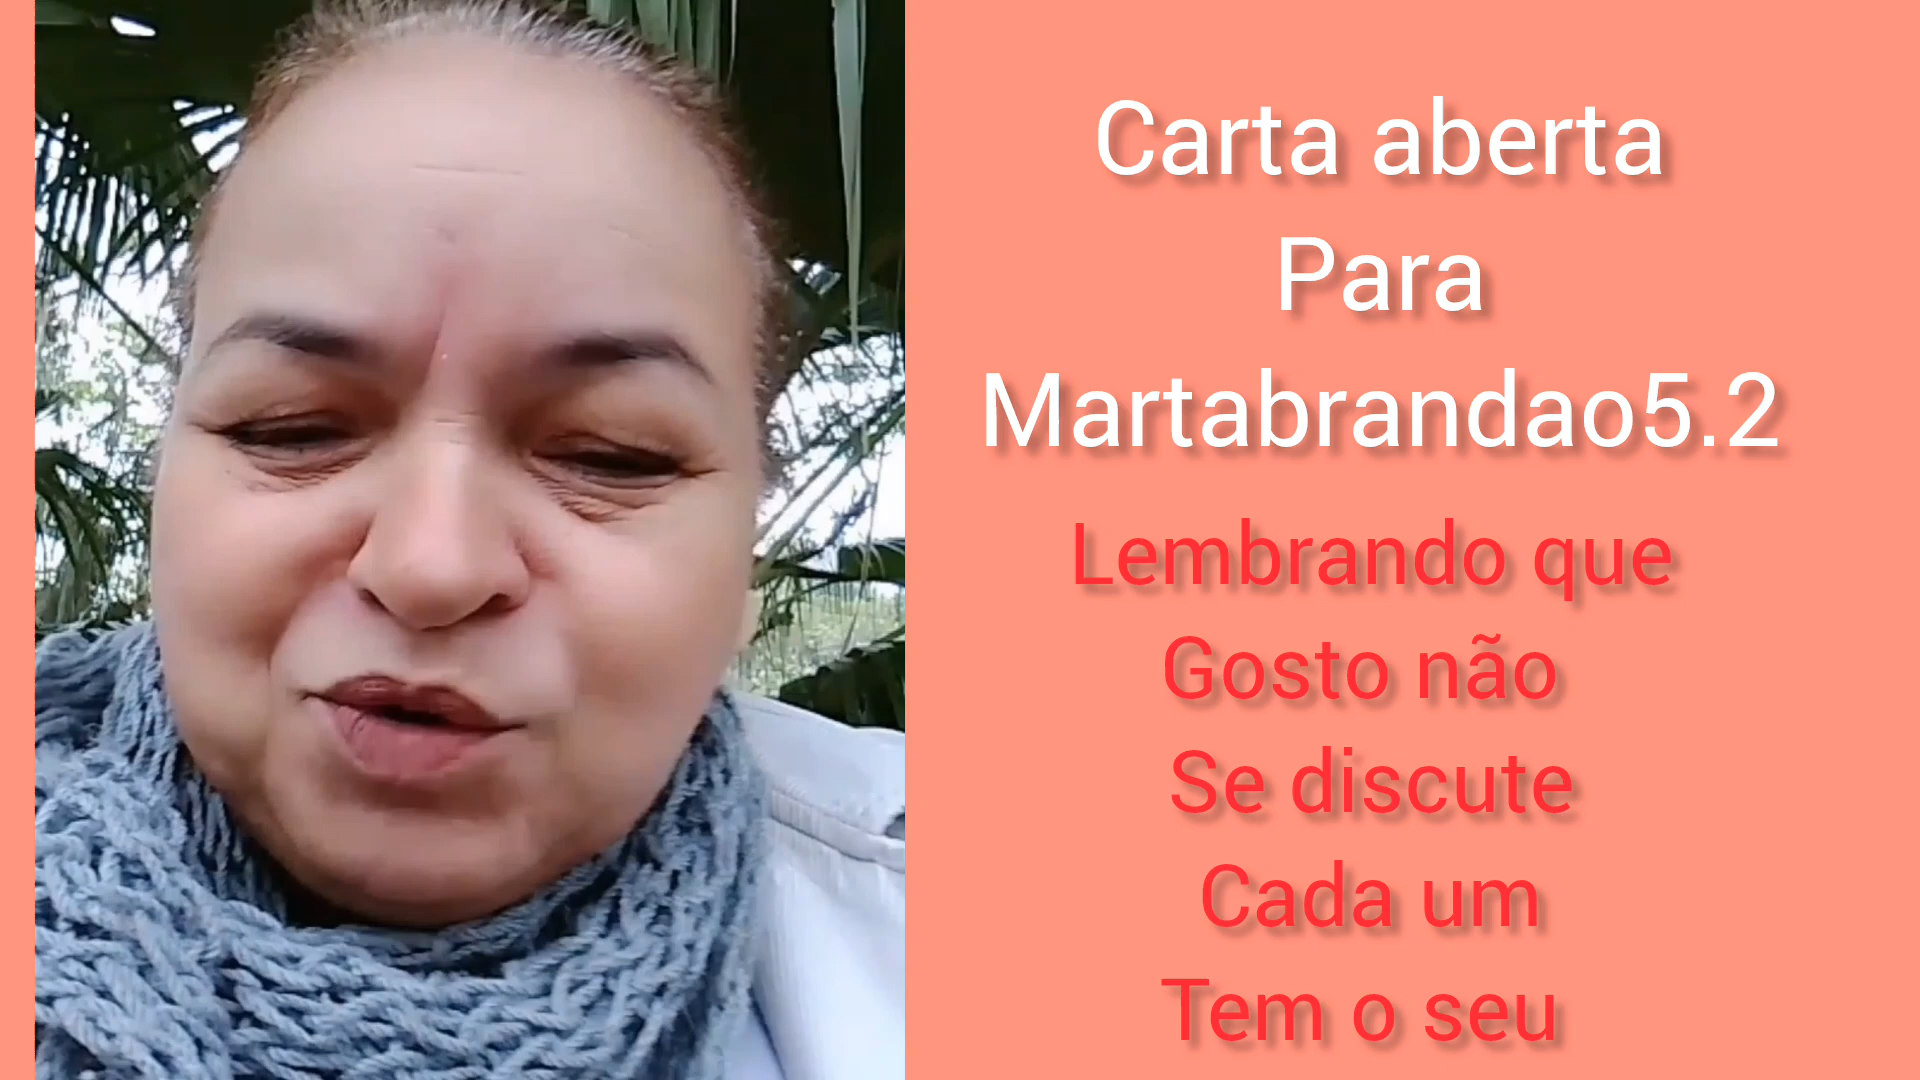 Carta aberta
Para
Martabrandao5.2
Lembrando que
Gosto não
Se discute
Cada um
Tem o seu